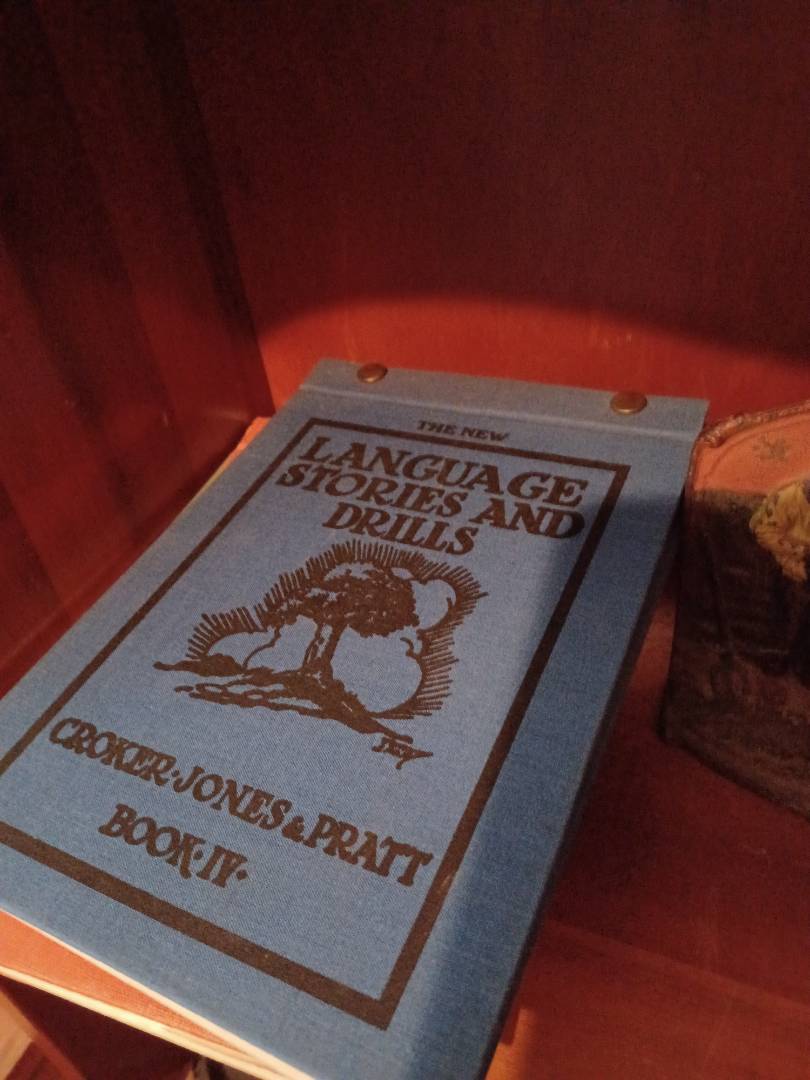 THE NEW
LANGUAGE
STORIES AND
DRILLS
CROKER·JONES & PRATT
BOOK·IV·